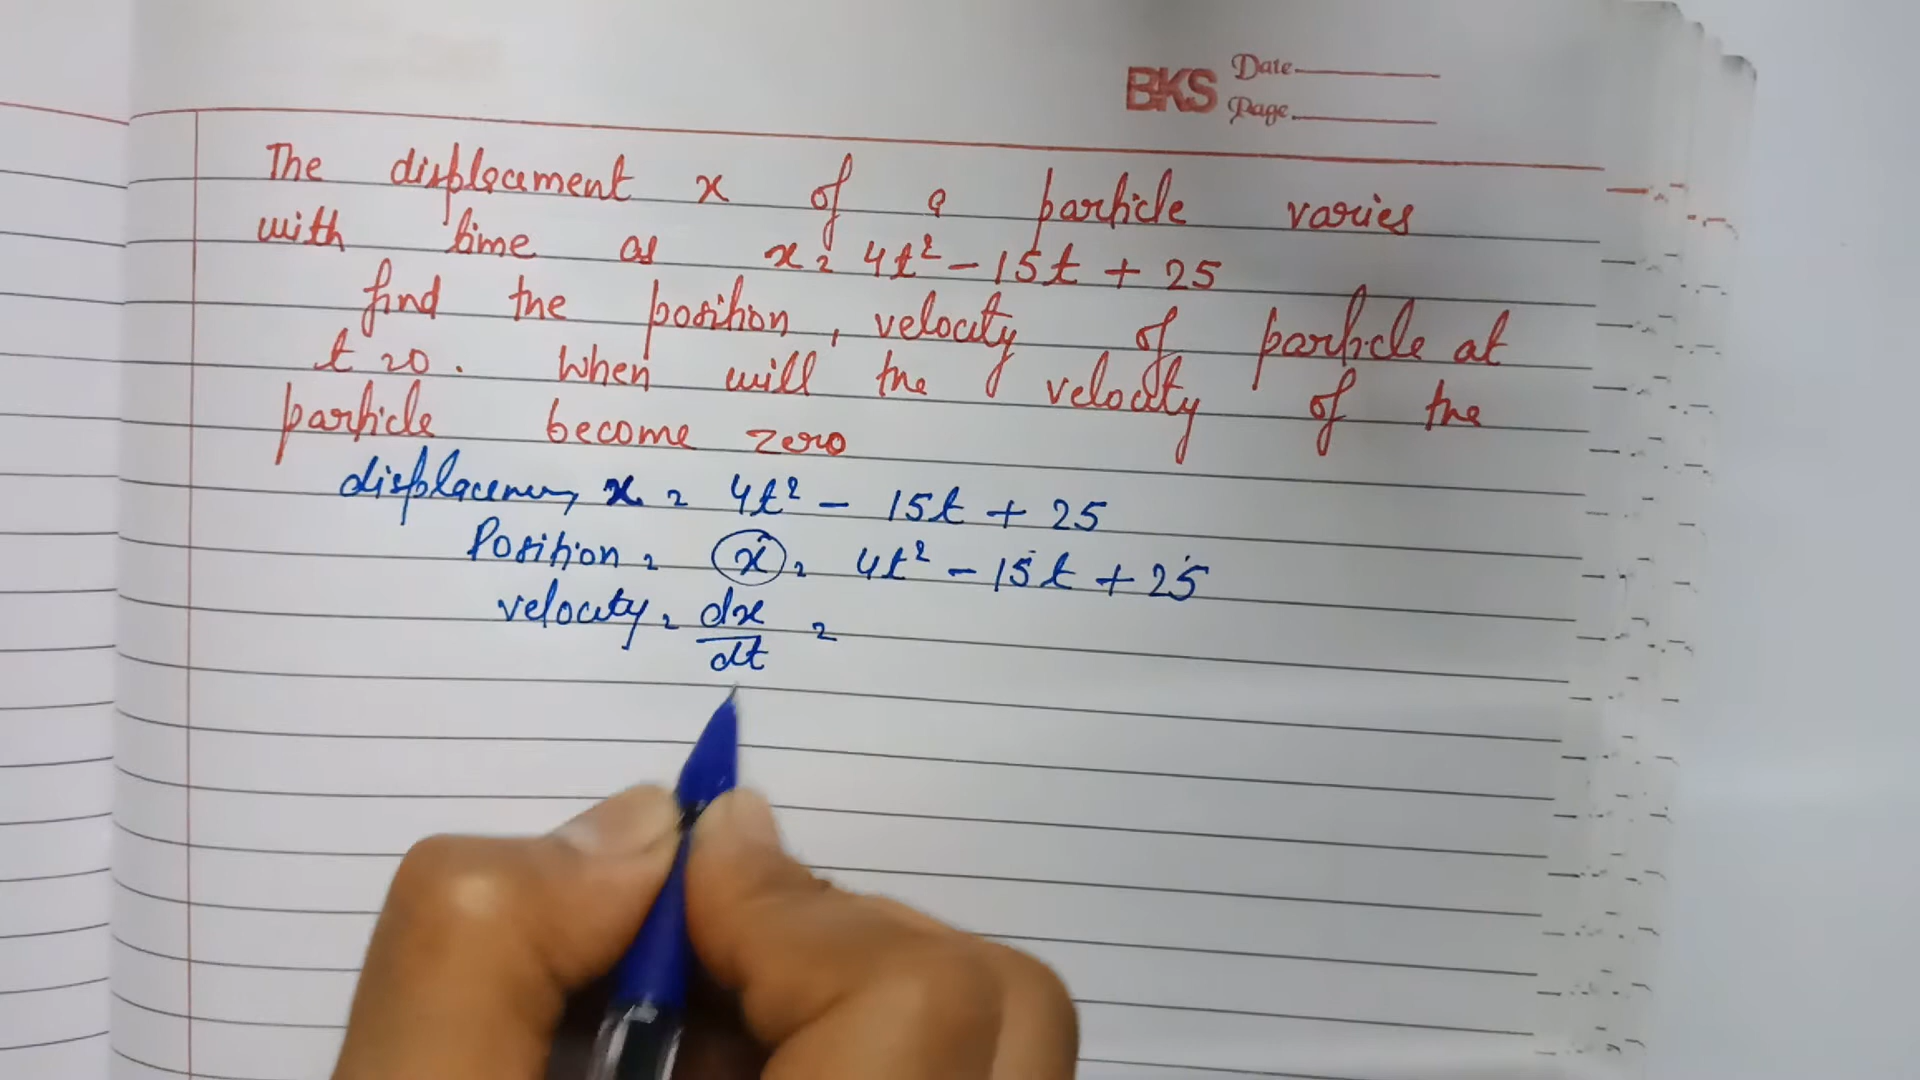 BKS Date
Page
The displacement x of a particle varies
with time as x = 4t² - 15t + 25
find the position, velocity of particle at
t = 0. When will the velocity of the
particle become zero
displacement x = 4t² - 15t + 25
Position = x = 4t² - 15t + 25
velocity = dx/dt =